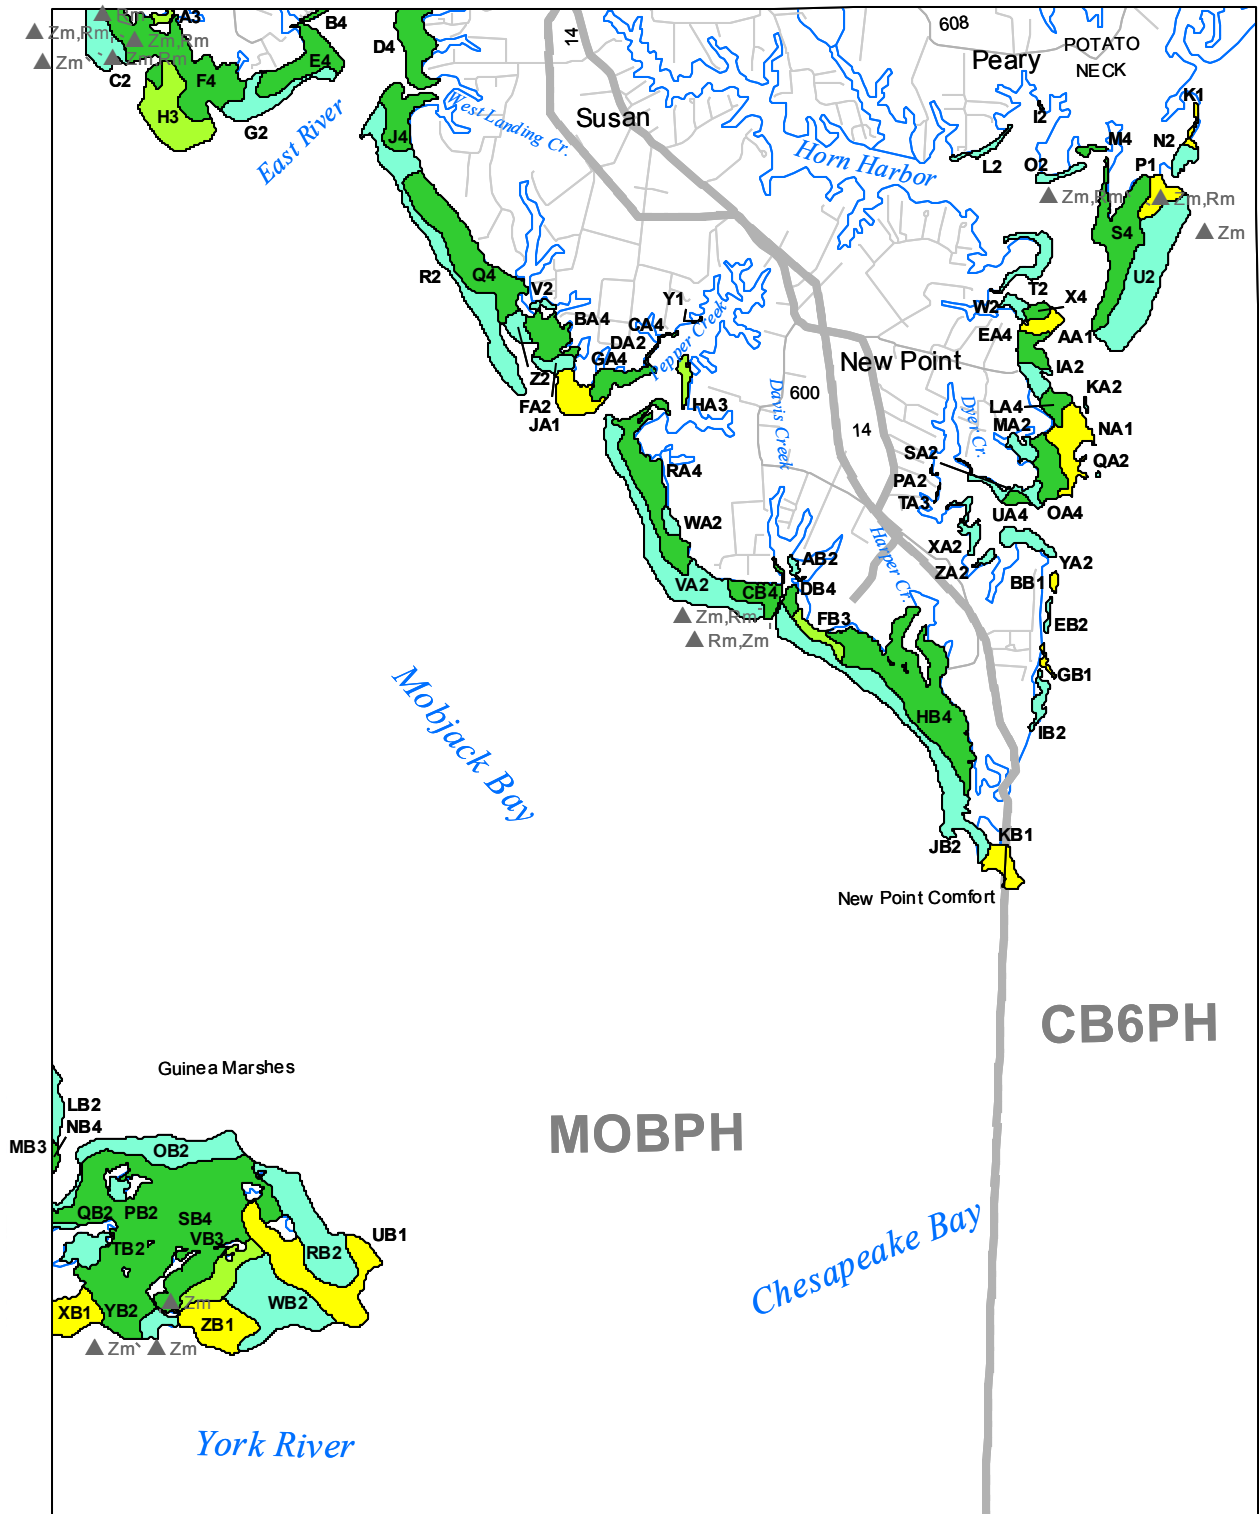 A3
B4
Rm
Zm,Rm
Zm,Rm
Zm`
Zm,Rm
C2
F4
E4
H3
G2
D4
East River
J4
West Landing Cr.
14
Susan
608
Peary
POTATO
NECK
Horn Harbor
K1
I2
L2
O2
M4
N2
P1
Zm,Rm
Zm,Rm
Zm
S4
U2
R2
Q4
V2
BA4
Y1
CA4
DA2
GA4
Pepper Creek
Z2
FA2
JA1
HA3
T2
W2
X4
EA4
AA1
IA2
New Point
600
14
Davis Creek
Dyer Cr.
KA2
LA4
MA2
NA1
SA2
PA2
QA2
TA3
UA4
OA4
RA4
WA2
VA2
CB4
AB2
DB4
FB3
Harper Cr.
XA2
ZA2
YA2
BB1
EB2
GB1
IB2
Zm,Rm
Rm,Zm
HB4
Mobjack Bay
JB2
KB1
New Point Comfort
CB6PH
MOBPH
Guinea Marshes
LB2
NB4
MB3
OB2
QB2
PB2
SB4
VB3
TB2
RB2
UB1
XB1
YB2
Zm
ZB1
WB2
Zm`
Zm
Chesapeake Bay
York River